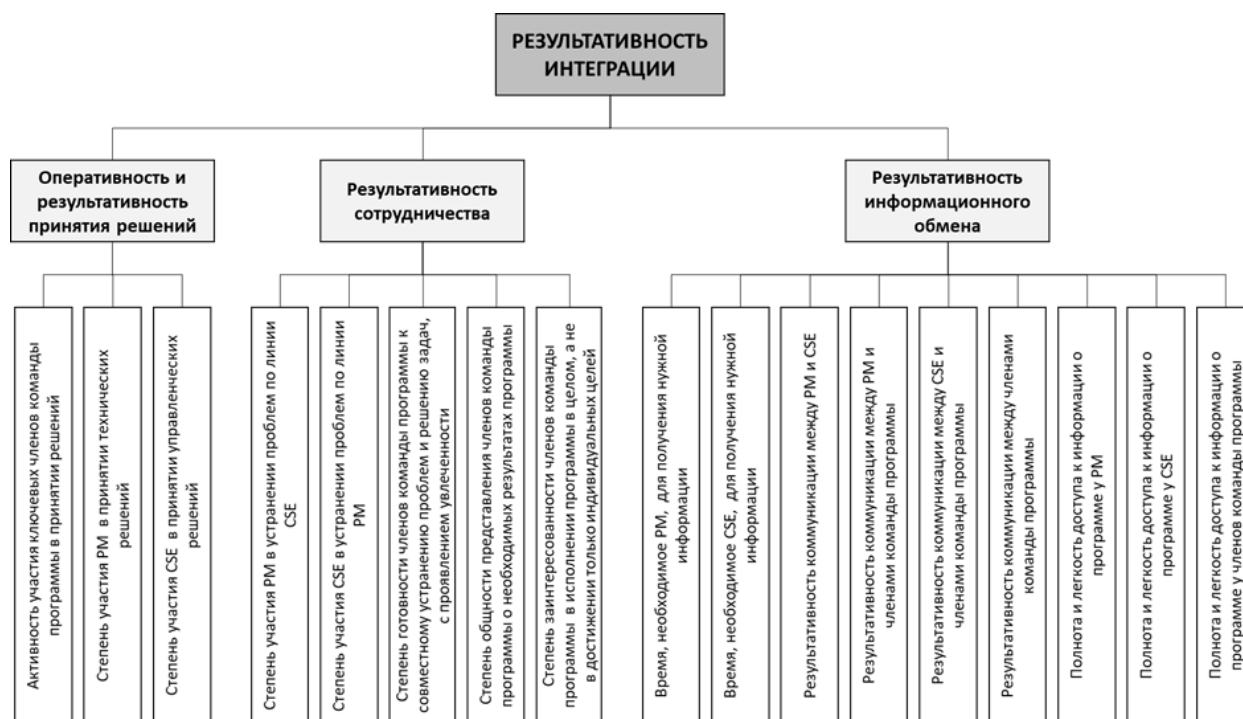 РЕЗУЛЬТАТИВНОСТЬ
ИНТЕГРАЦИИ
Оперативность и
результативность
принятия решений
Результативность
сотрудничества
Результативность
информационного
обмена
Активность участия ключевых членов команды
программы в принятии решений
Степень участия PM в принятии технических
решений
Степень участия CSE в принятии управленческих
решений
Степень участия PM в устранении проблем по линии
CSE
Степень участия CSE в устранении проблем по линии
PM
Степень готовности членов команды программы к
совместному устранению проблем и решению задач,
с проявлением увлеченности
Степень общности представления членов команды
программы о необходимых результатах программы
Степень заинтересованности членов команды
программы в исполнении программы в целом, а не
в достижении только индивидуальных целей
Время, необходимое PM, для получения нужной
информации
Время, необходимое CSE, для получения нужной
информации
Результативность коммуникации между PM и CSE
Результативность коммуникации между PM и
членами команды программы
Результативность коммуникации между CSE и
членами команды программы
Результативность коммуникации между членами
команды программы
Полнота и легкость доступа к информации о
программе у PM
Полнота и легкость доступа к информации о
программе у CSE
Полнота и легкость доступа к информации о
программе у членов команды программы